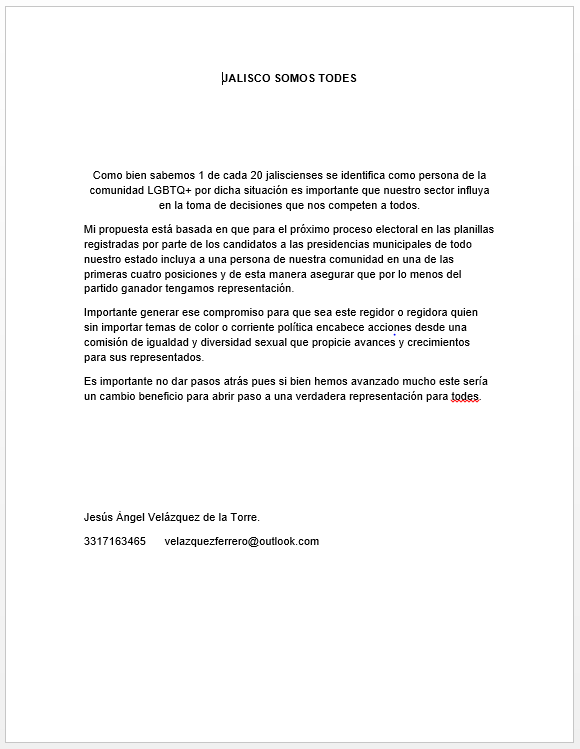 JALISCO SOMOS TODES
Como bien sabemos 1 de cada 20 jaliscienses se identifica como persona de la
comunidad LGBTQ+ por dicha situación es importante que nuestro sector influya
en la toma de decisiones que nos competen a todos.
Mi propuesta está basada en que para el próximo proceso electoral en las planillas
registradas por parte de los candidatos a las presidencias municipales de todo
nuestro estado incluya a una persona de nuestra comunidad en una de las
primeras cuatro posiciones y de esta manera asegurar que por lo menos del
partido ganador tengamos representación.
Importante generar ese compromiso para que sea este regidor o regidora quien
sin importar temas de color o corriente política encabece acciones desde una
comisión de igualdad y diversidad sexual que propicie avances y crecimientos
para sus representados.
Es importante no dar pasos atrás pues si bien hemos avanzado mucho este sería
un cambio beneficio para abrir paso a una verdadera representación para todes.
Jesús Ángel Velázquez de la Torre.
3317163465 velazquezferrero@outlook.com